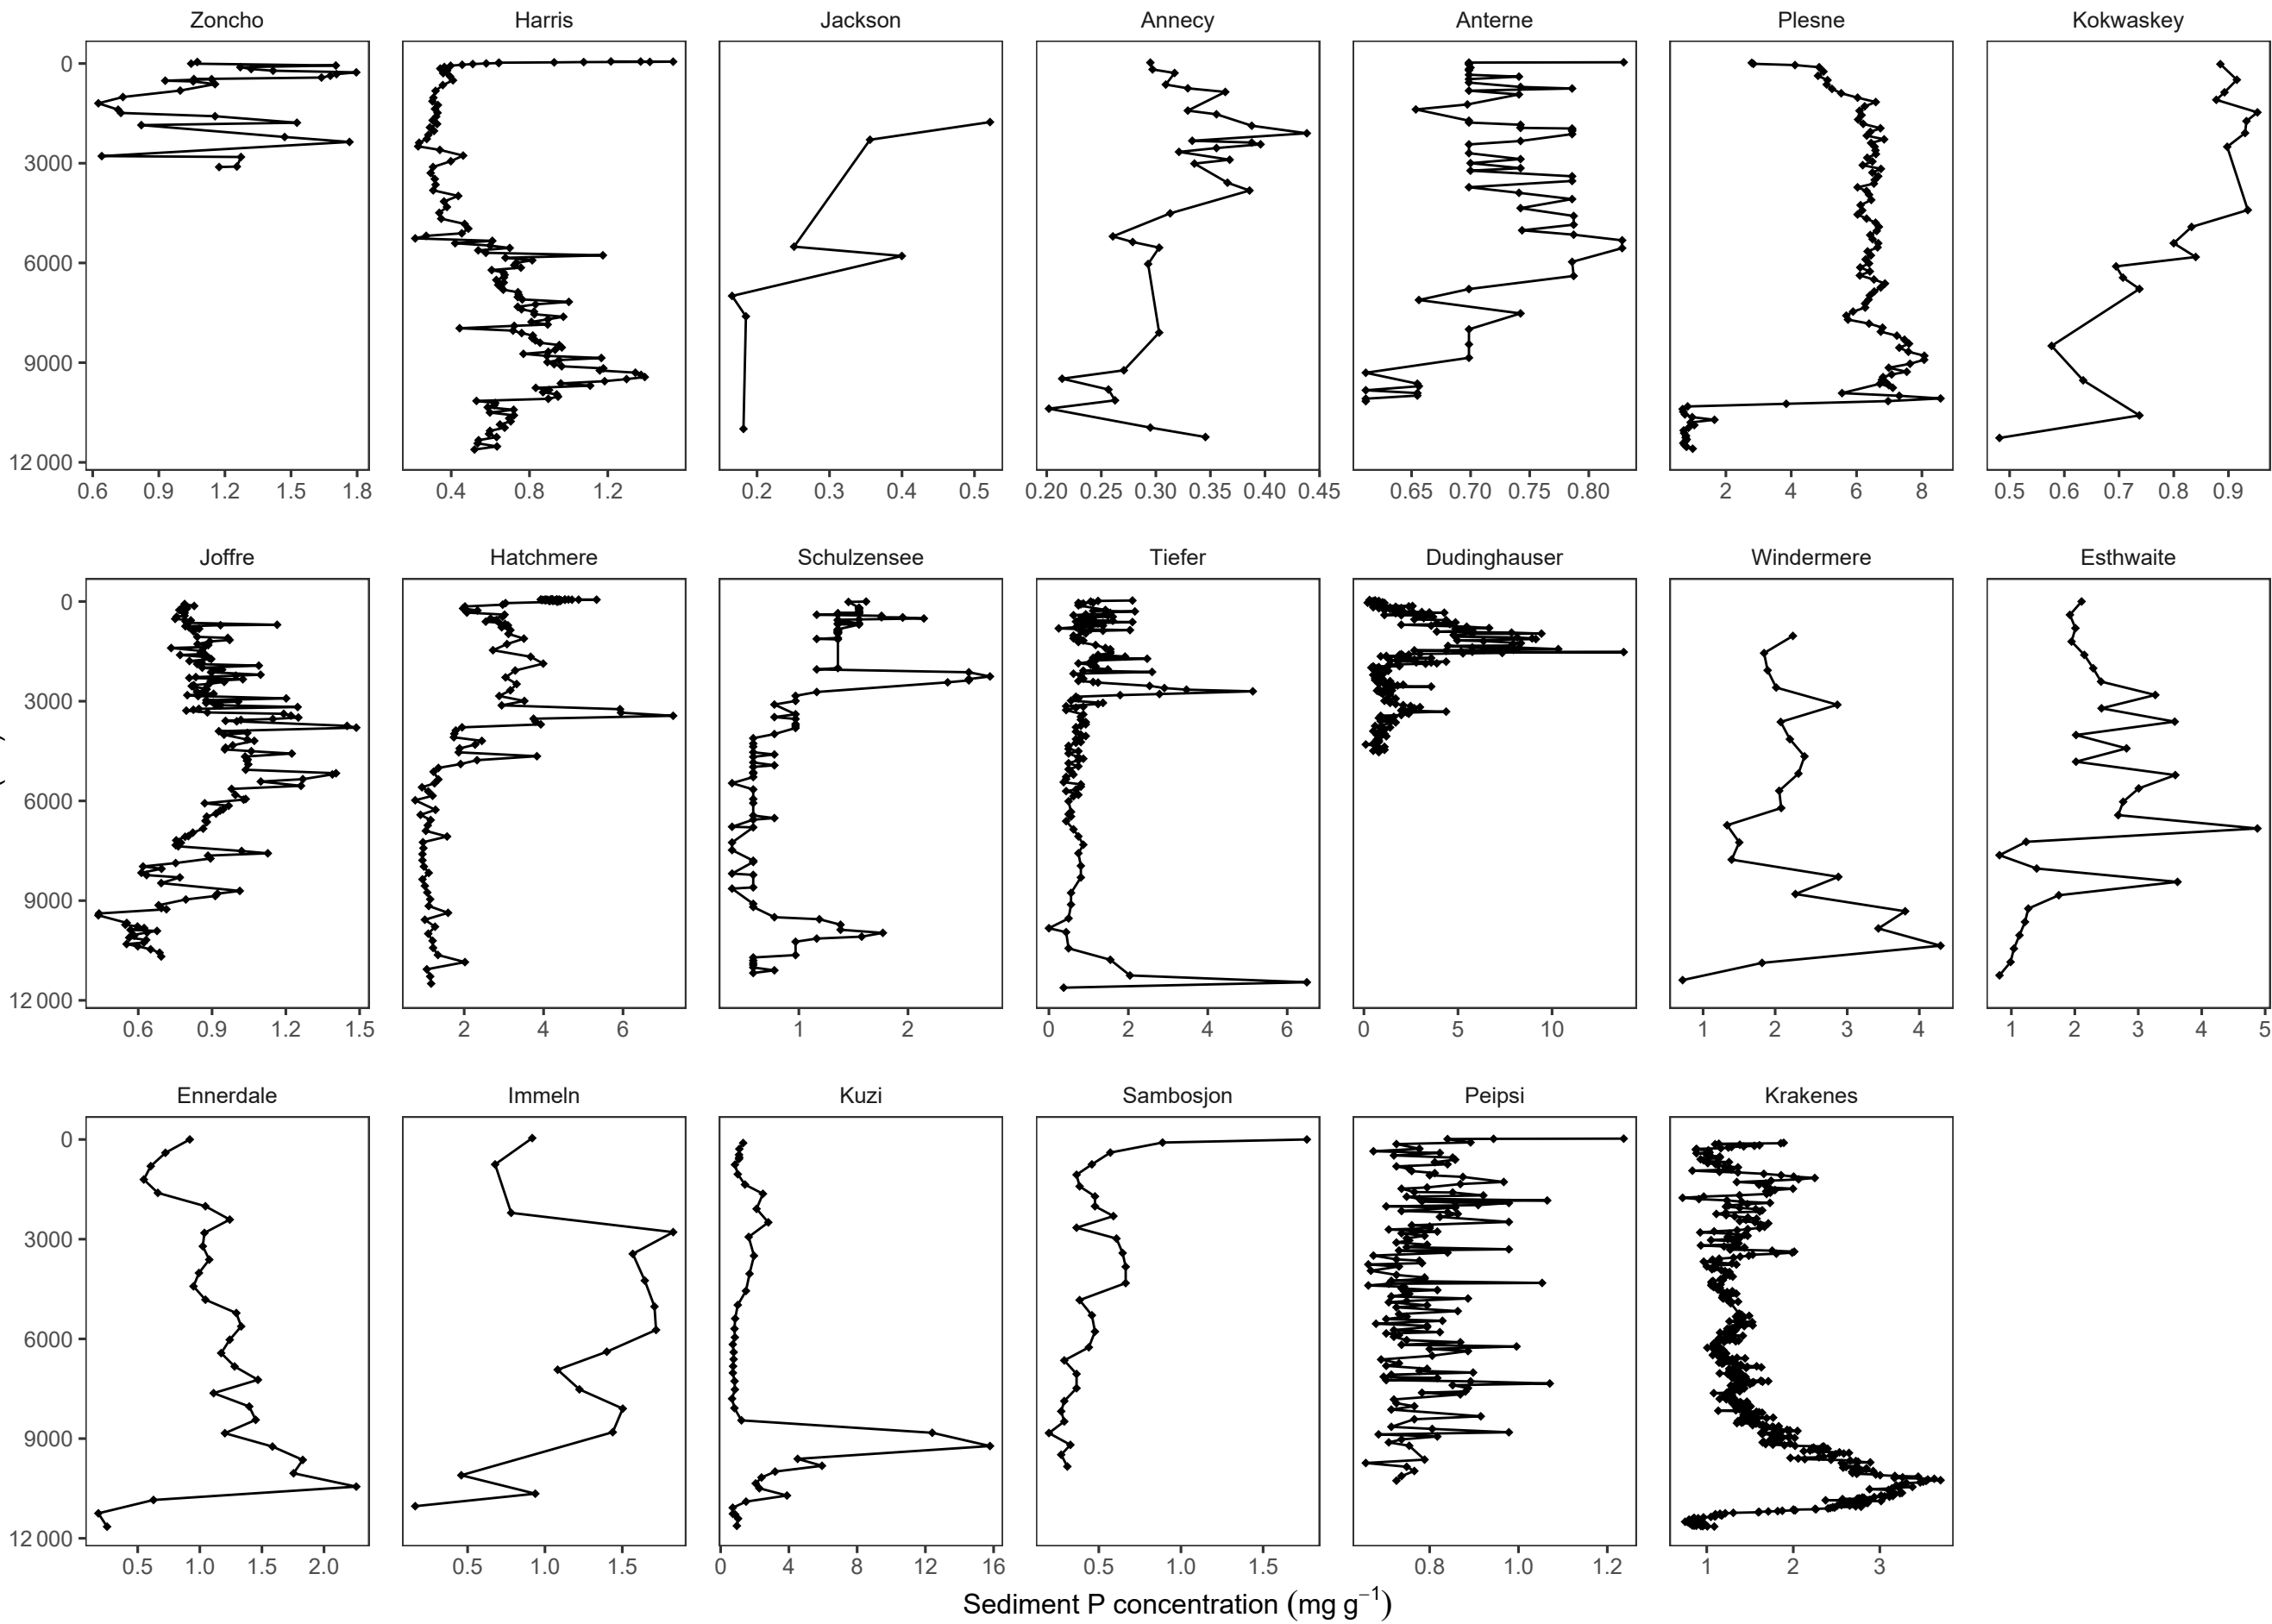 Zoncho Harris Jackson Annecy Anterne Plesne Kokwaskey
0
3000
6000
9000
12 000
0.6 0.9 1.2 1.5 1.8 0.4 0.8 1.2 0.2 0.3 0.4 0.5 0.20 0.25 0.30 0.35 0.40 0.45 0.65 0.70 0.75 0.80 2 4 6 8 0.5 0.6 0.7 0.8 0.9
Joffre Hatchmere Schulzensee Tiefer Dudinghauser Windermere Esthwaite
0
3000
6000
9000
12 000
0.6 0.9 1.2 1.5 2 4 6 1 2 0 2 4 6 0 5 10 1 2 3 4 1 2 3 4 5
Ennerdale Immeln Kuzi Sambosjon Peipsi Krakenes
0
3000
6000
9000
12 000
0.5 1.0 1.5 2.0 0.5 1.0 1.5 0 4 8 12 16 0.5 1.0 1.5 0.8 1.0 1.2 1 2 3
Sediment P concentration (mg g⁻¹)